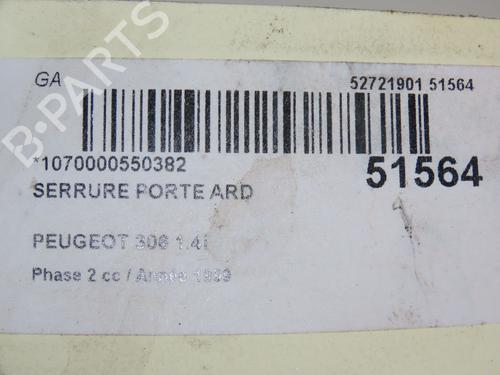 GA
52721901 51564
*1070000550382
51564
SERRURE PORTE ARD
PEUGEOT 306 1.4i
Phase 2 cc / Année 1999
B-PARTS